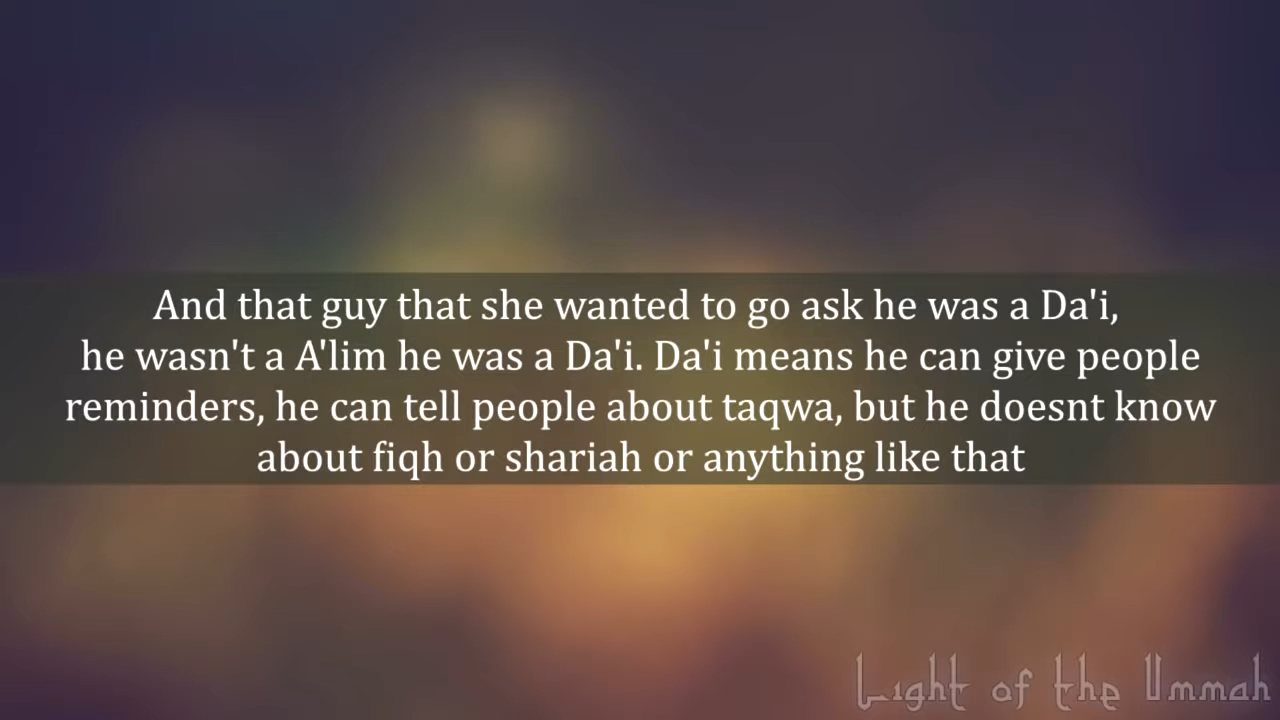 And that guy that she wanted to go ask he was a Da'i,
he wasn't a A'lim he was a Da'i. Da'i means he can give people
reminders, he can tell people about taqwa, but he doesnt know
about fiqh or shariah or anything like that
Light of the Ummah